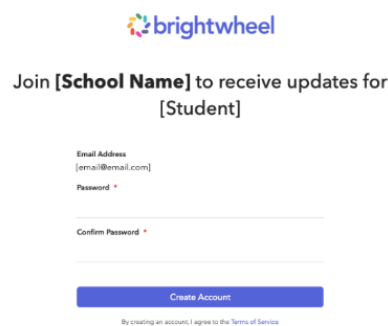 brightwheel
Join [School Name] to receive updates for
[Student]
Email Address
[email@email.com]
Password *
Confirm Password *
Create Account
By creating an account, I agree to the Terms of Service